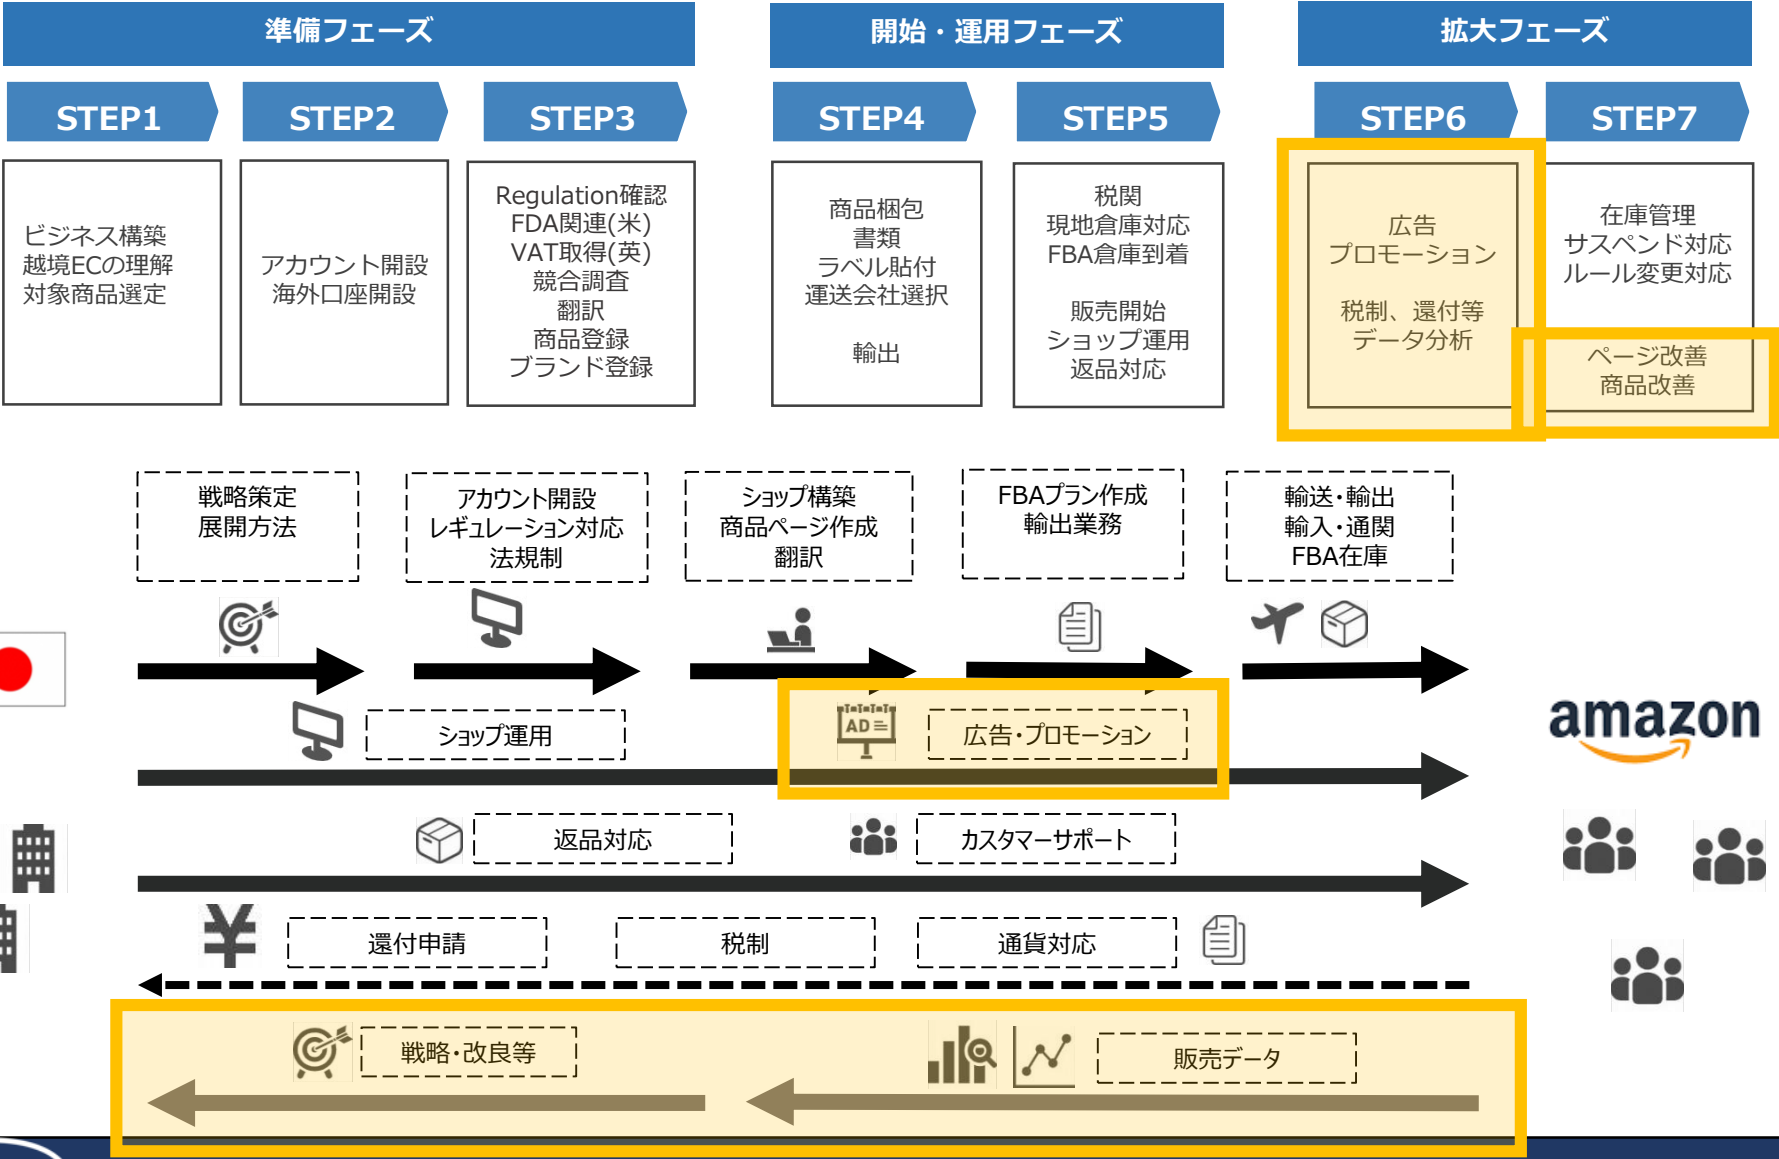 準備フェーズ
開始・運用フェーズ
拡大フェーズ
STEP1
STEP2
STEP3
STEP4
STEP5
STEP6
STEP7
ビジネス構築
越境ECの理解
対象商品選定
アカウント開設
海外口座開設
Regulation確認
FDA関連(米)
VAT取得(英)
競合調査
翻訳
商品登録
ブランド登録
商品梱包
書類
ラベル貼付
運送会社選択
輸出
税関
現地倉庫対応
FBA倉庫到着
販売開始
ショップ運用
返品対応
広告
プロモーション
税制、還付等
データ分析
在庫管理
サスペンド対応
ルール変更対応
ページ改善
商品改善
戦略策定
展開方法
アカウント開設
レギュレーション対応
法規制
ショップ構築
商品ページ作成
翻訳
FBAプラン作成
輸出業務
輸送・輸出
輸入・通関
FBA在庫
ショップ運用
AD
広告・プロモーション
amazon
返品対応
カスタマーサポート
¥
還付申請
税制
通貨対応
戦略・改良等
販売データ